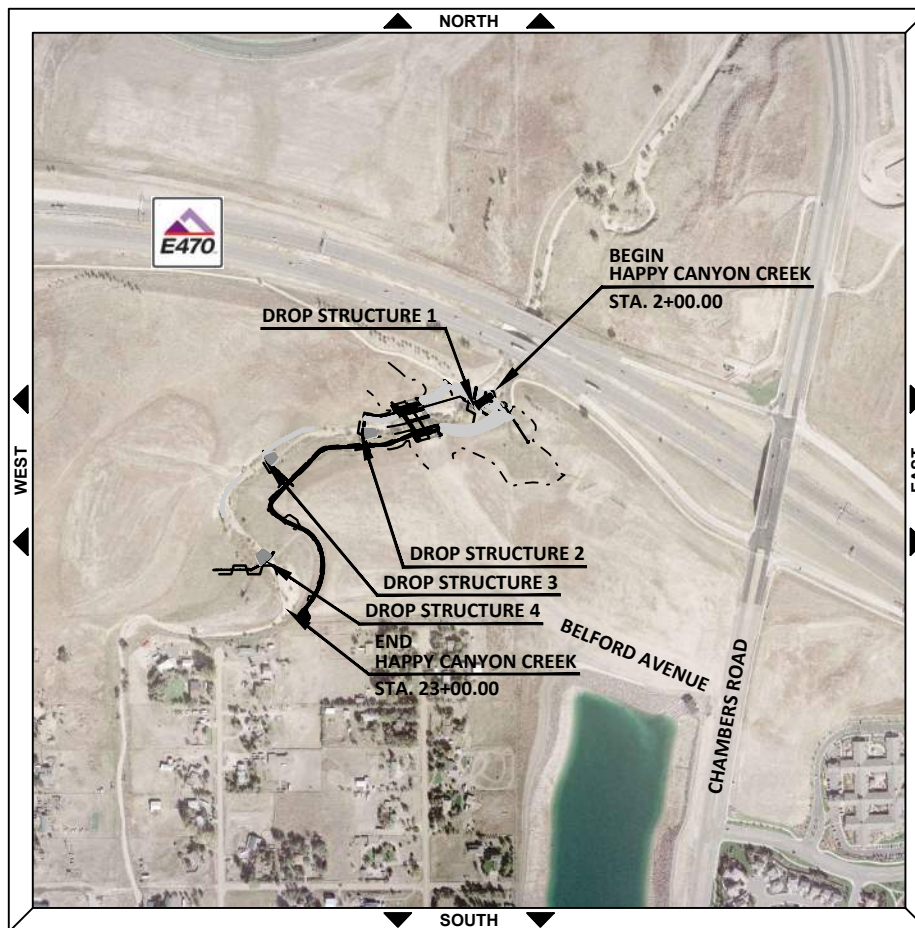 NORTH
E470
BEGIN
HAPPY CANYON CREEK
STA. 2+00.00
DROP STRUCTURE 1
WEST
EAST
DROP STRUCTURE 2
DROP STRUCTURE 3
DROP STRUCTURE 4
END
HAPPY CANYON CREEK
STA. 23+00.00
BELFORD AVENUE
CHAMBERS ROAD
SOUTH